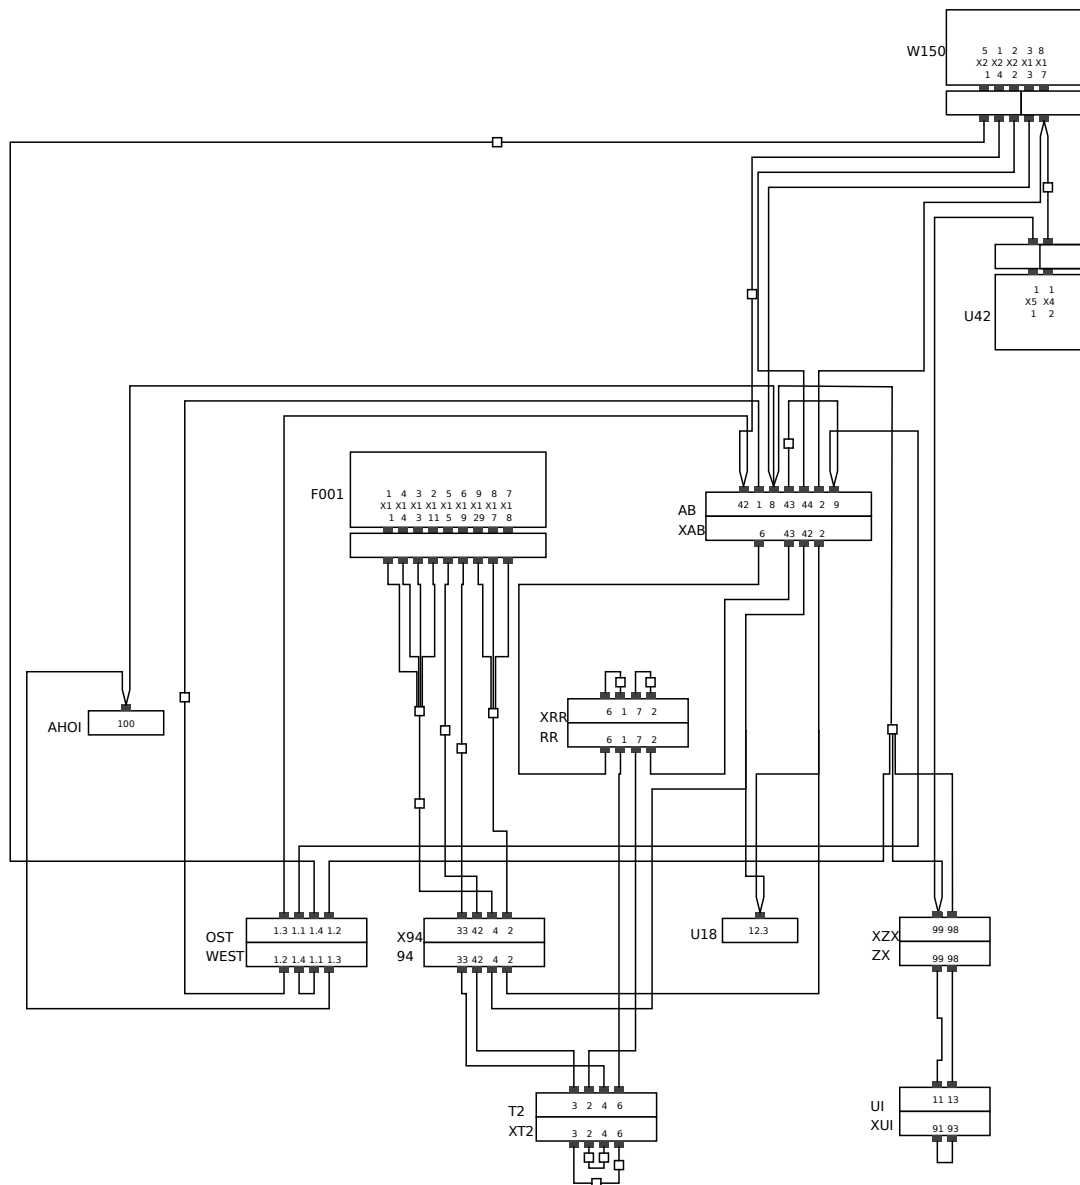 W150
5 1 2 3 8
X2 X2 X2 X1 X1
1 4 2 3 7
U42
1 1
X5 X4
1 2
F001
1 4 3 2 5 6 9 8 7
X1 X1 X1 X1 X1 X1 X1 X1 X1
1 4 3 11 5 9 29 7 8
AB
42 1 8 43 44 2 9
XAB
6 43 42 2
XRR
6 1 7 2
RR
6 1 7 2
AHOI
100
OST
1.3 1.1 1.4 1.2
WEST
1.2 1.4 1.1 1.3
X94
33 42 4 2
94
33 42 4 2
U18
12.3
XZX
99 98
ZX
99 98
T2
3 2 4 6
XT2
3 2 4 6
UI
11 13
XUI
91 93